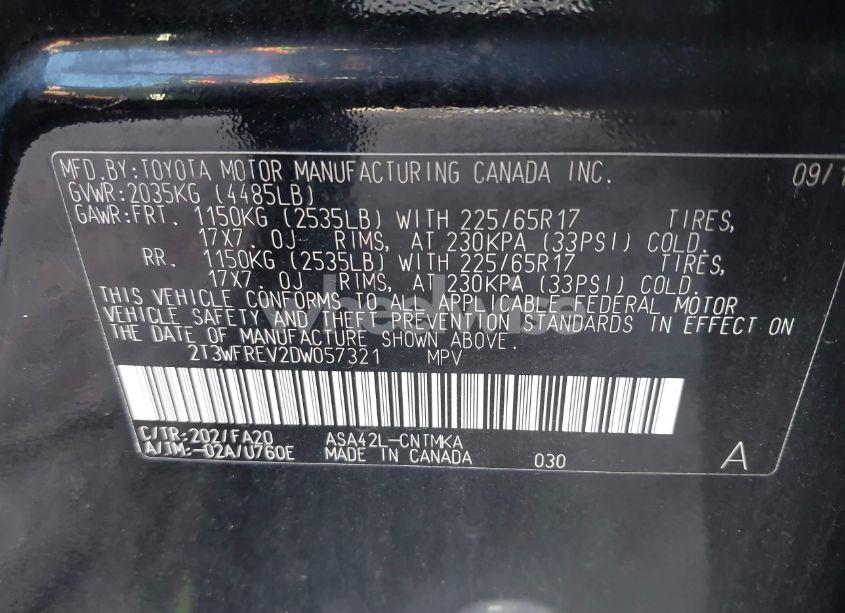 MFD.BY:TOYOTA MOTOR MANUFACTURING CANADA INC. 09/1
GVWR:2035KG (4485LB)
GAWR:FRT. 1150KG (2535LB) WITH 225/65R17 TIRES,
17X7. 0J RIMS, AT 230KPA (33PSI) COLD.
RR. 1150KG (2535LB) WITH 225/65R17 TIRES,
17X7. 0J RIMS, AT 230KPA (33PSI) COLD.
THIS VEHICLE CONFORMS TO ALL APPLICABLE FEDERAL MOTOR
VEHICLE SAFETY AND THEFT PREVENTION STANDARDS IN EFFECT ON
THE DATE OF MANUFACTURE SHOWN ABOVE.
2T3WFREV2DW057321 MPV
C/TR:202/FA20 ASA42L-CNTMKA
A/TM:-02A/U760E MADE IN CANADA 030 A